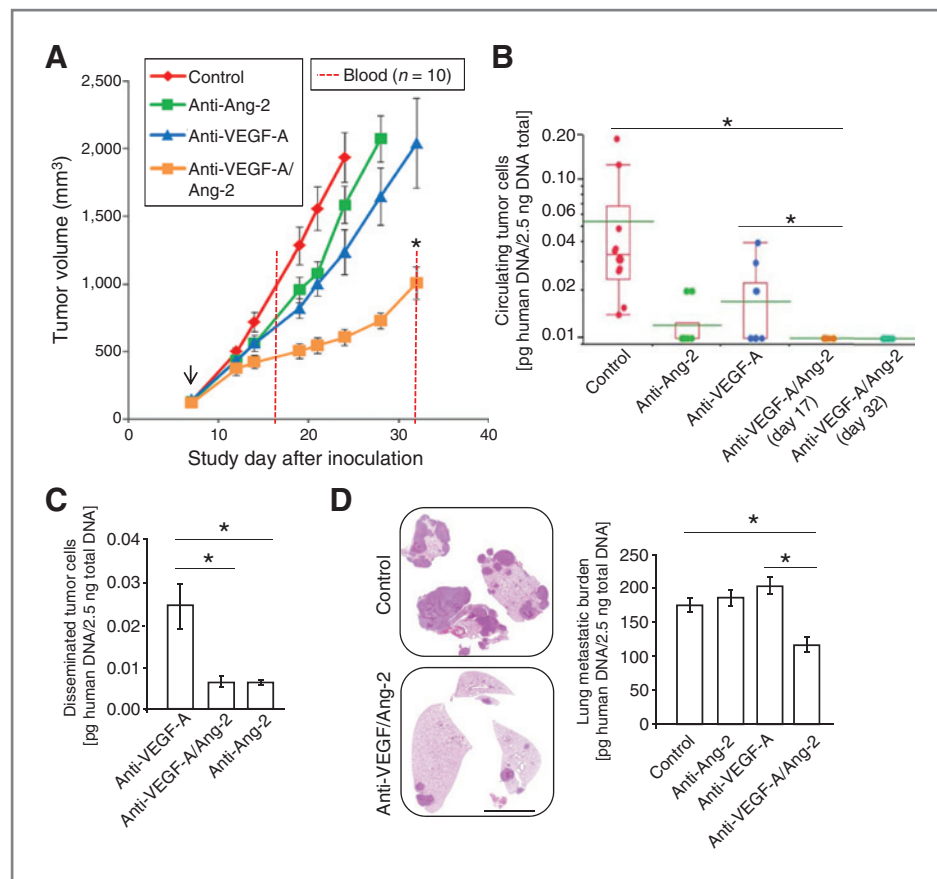 A
Control
Anti-Ang-2
Anti-VEGF-A
Anti-VEGF-A/
Ang-2
Blood (n = 10)
Tumor volume (mm³)
2,500
2,000
1,500
1,000
500
0
*
0
10
20
30
40
Study day after inoculation
B
Circulating tumor cells
[pg human DNA/2.5 ng DNA total]
0.20
0.10
0.06
0.04
0.02
0.01
*
*
Control
Anti-Ang-2
Anti-VEGF-A
Anti-VEGF-A/Ang-2
(day 17)
Anti-VEGF-A/Ang-2
(day 32)
C
Disseminated tumor cells
[pg human DNA/2.5 ng total DNA]
0.04
0.03
0.02
0.01
0.00
*
*
Anti-VEGF-A
Anti-VEGF-A/Ang-2
Anti-Ang-2
D
Control
Anti-VEGF/Ang-2
Lung metastatic burden
[pg human DNA/2.5 ng total DNA]
250
200
150
100
50
0
*
*
Control
Anti-Ang-2
Anti-VEGF-A
Anti-VEGF-A/Ang-2